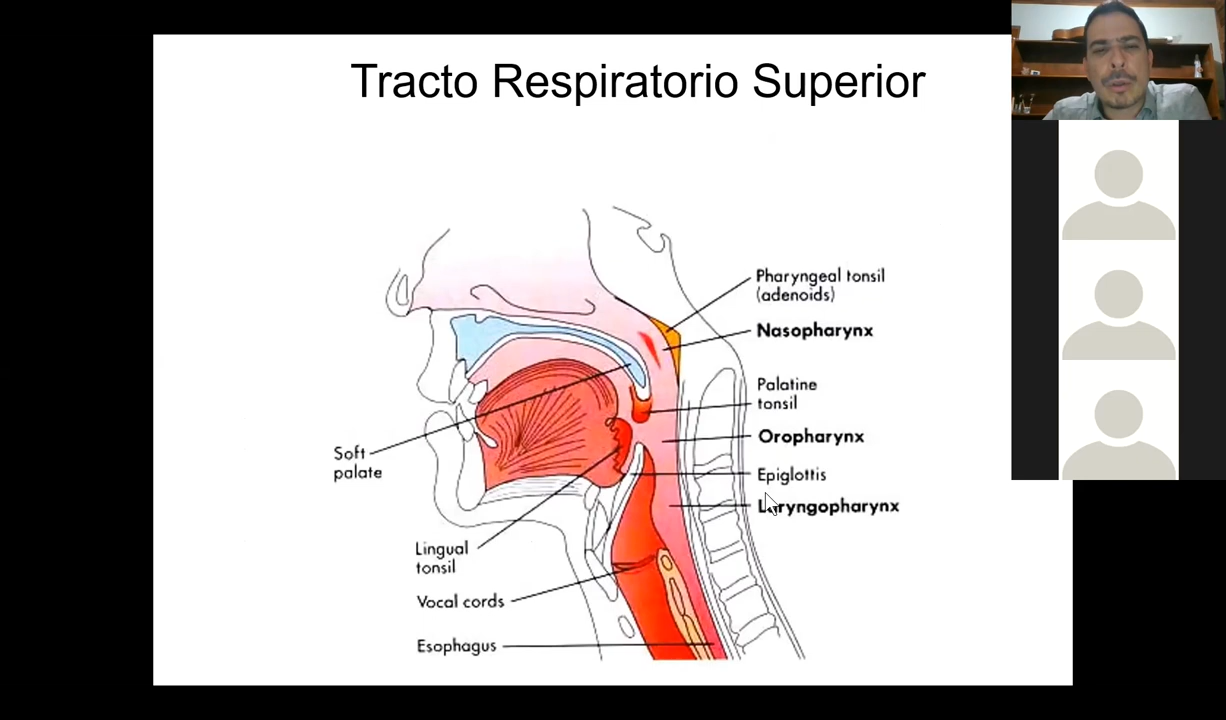 Tracto Respiratorio Superior
Pharyngeal tonsil
(adenoids)
Nasopharynx
Palatine
tonsil
Oropharynx
Epiglottis
Laryngopharynx
Soft
palate
Lingual
tonsil
Vocal cords
Esophagus